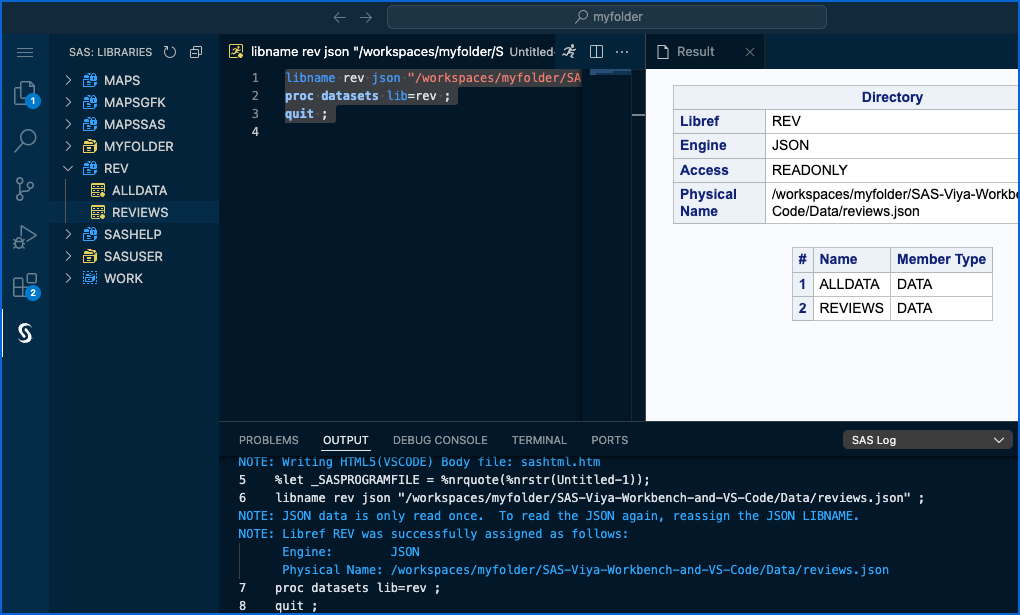 myfolder
SAS: LIBRARIES
MAPS
MAPSGFK
MAPSSAS
MYFOLDER
REV
ALLDATA
REVIEWS
SASHELP
SASUSER
WORK
1
2
libname rev json "/workspaces/myfolder/S Untitled-
1 libname rev json "/workspaces/myfolder/SA
2 proc datasets lib=rev ;
3 quit ;
4
Result
Directory
Libref REV
Engine JSON
Access READONLY
Physical Name /workspaces/myfolder/SAS-Viya-Workbe
Code/Data/reviews.json
# Name Member Type
1 ALLDATA DATA
2 REVIEWS DATA
PROBLEMS OUTPUT DEBUG CONSOLE TERMINAL PORTS SAS Log
NOTE: Writing HTML5(VSCODE) Body file: sashtml.htm
5 %let _SASPROGRAMFILE = %nrquote(%nrstr(Untitled-1));
6 libname rev json "/workspaces/myfolder/SAS-Viya-Workbench-and-VS-Code/Data/reviews.json" ;
NOTE: JSON data is only read once. To read the JSON again, reassign the JSON LIBNAME.
NOTE: Libref REV was successfully assigned as follows:
Engine: JSON
Physical Name: /workspaces/myfolder/SAS-Viya-Workbench-and-VS-Code/Data/reviews.json
7 proc datasets lib=rev ;
8 quit ;